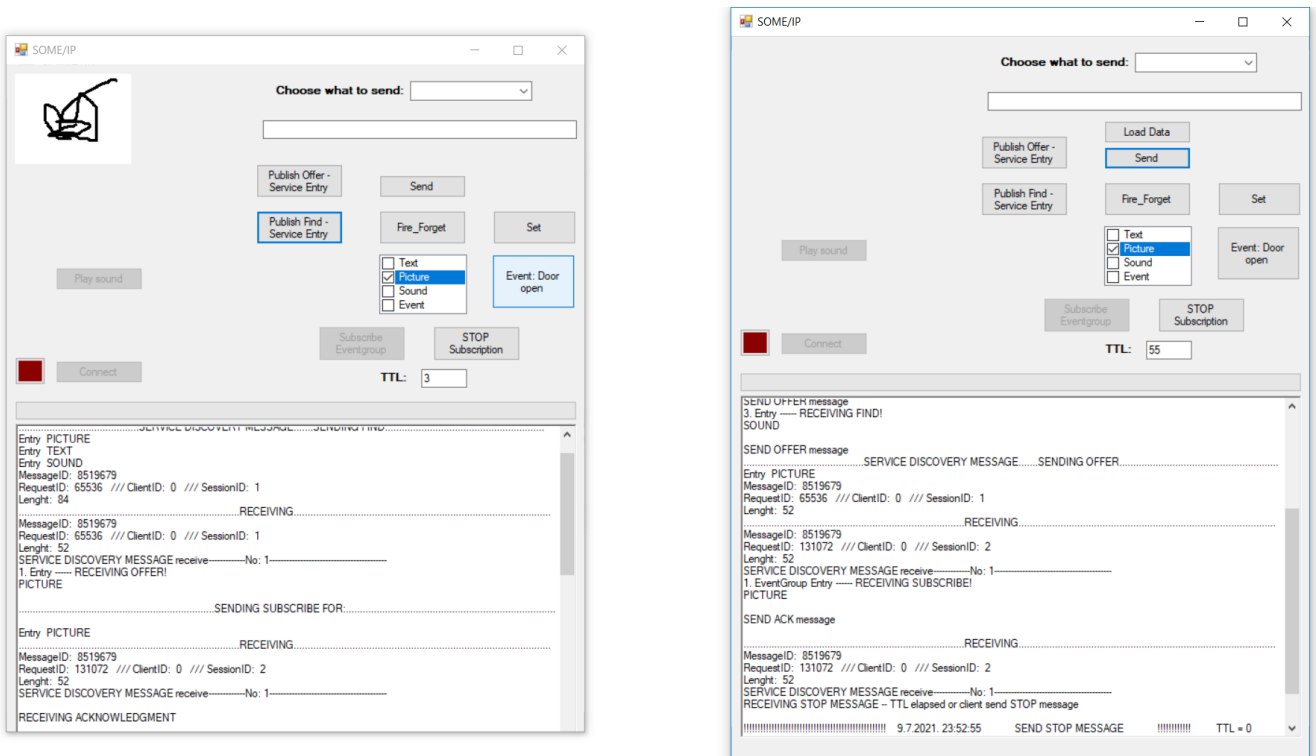 SOME/IP
Choose what to send:
Publish Offer -
Service Entry
Send
Publish Find -
Service Entry
Fire_Forget
Set
Text
Picture
Sound
Event
Event: Door
open
Play sound
Subscribe
Eventgroup
STOP
Subscription
Connect
TTL: 3
..........SERVICE DISCOVERY MESSAGE.......SENDING FIND..........
Entry PICTURE
Entry TEXT
Entry SOUND
MessageID: 8519679
RequestID: 65536 /// ClientID: 0 /// SessionID: 1
Lenght: 84
..........RECEIVING..........
MessageID: 8519679
RequestID: 65536 /// ClientID: 0 /// SessionID: 1
Lenght: 52
SERVICE DISCOVERY MESSAGE receive------------No: 1----------------------------------------
1. Entry ------ RECEIVING OFFER!
PICTURE
..........SENDING SUBSCRIBE FOR:..........
Entry PICTURE
..........RECEIVING..........
MessageID: 8519679
RequestID: 131072 /// ClientID: 0 /// SessionID: 2
Lenght: 52
SERVICE DISCOVERY MESSAGE receive------------No: 1----------------------------------------
RECEIVING ACKNOWLEDGMENT
SOME/IP
Choose what to send:
Load Data
Publish Offer -
Service Entry
Send
Publish Find -
Service Entry
Fire_Forget
Set
Text
Picture
Sound
Event
Event: Door
open
Play sound
Subscribe
Eventgroup
STOP
Subscription
Connect
TTL: 55
SEND OFFER message
3. Entry ------ RECEIVING FIND!
SOUND
SEND OFFER message
..........SERVICE DISCOVERY MESSAGE.......SENDING OFFER..........
Entry PICTURE
MessageID: 8519679
RequestID: 65536 /// ClientID: 0 /// SessionID: 1
Lenght: 52
..........RECEIVING..........
MessageID: 8519679
RequestID: 131072 /// ClientID: 0 /// SessionID: 2
Lenght: 52
SERVICE DISCOVERY MESSAGE receive------------No: 1----------------------------------------
1. EventGroup Entry ------ RECEIVING SUBSCRIBE!
PICTURE
SEND ACK message
..........RECEIVING..........
MessageID: 8519679
RequestID: 131072 /// ClientID: 0 /// SessionID: 2
Lenght: 52
SERVICE DISCOVERY MESSAGE receive------------No: 1----------------------------------------
RECEIVING STOP MESSAGE -- TTL elapsed or client send STOP message
!!!!!!!!!!!!!!!!!!!!!!!!!!!!!!!!!!!!!!!!!!!!!!!! 9.7.2021. 23:52:55 SEND STOP MESSAGE !!!!!!!!!!!! TTL = 0